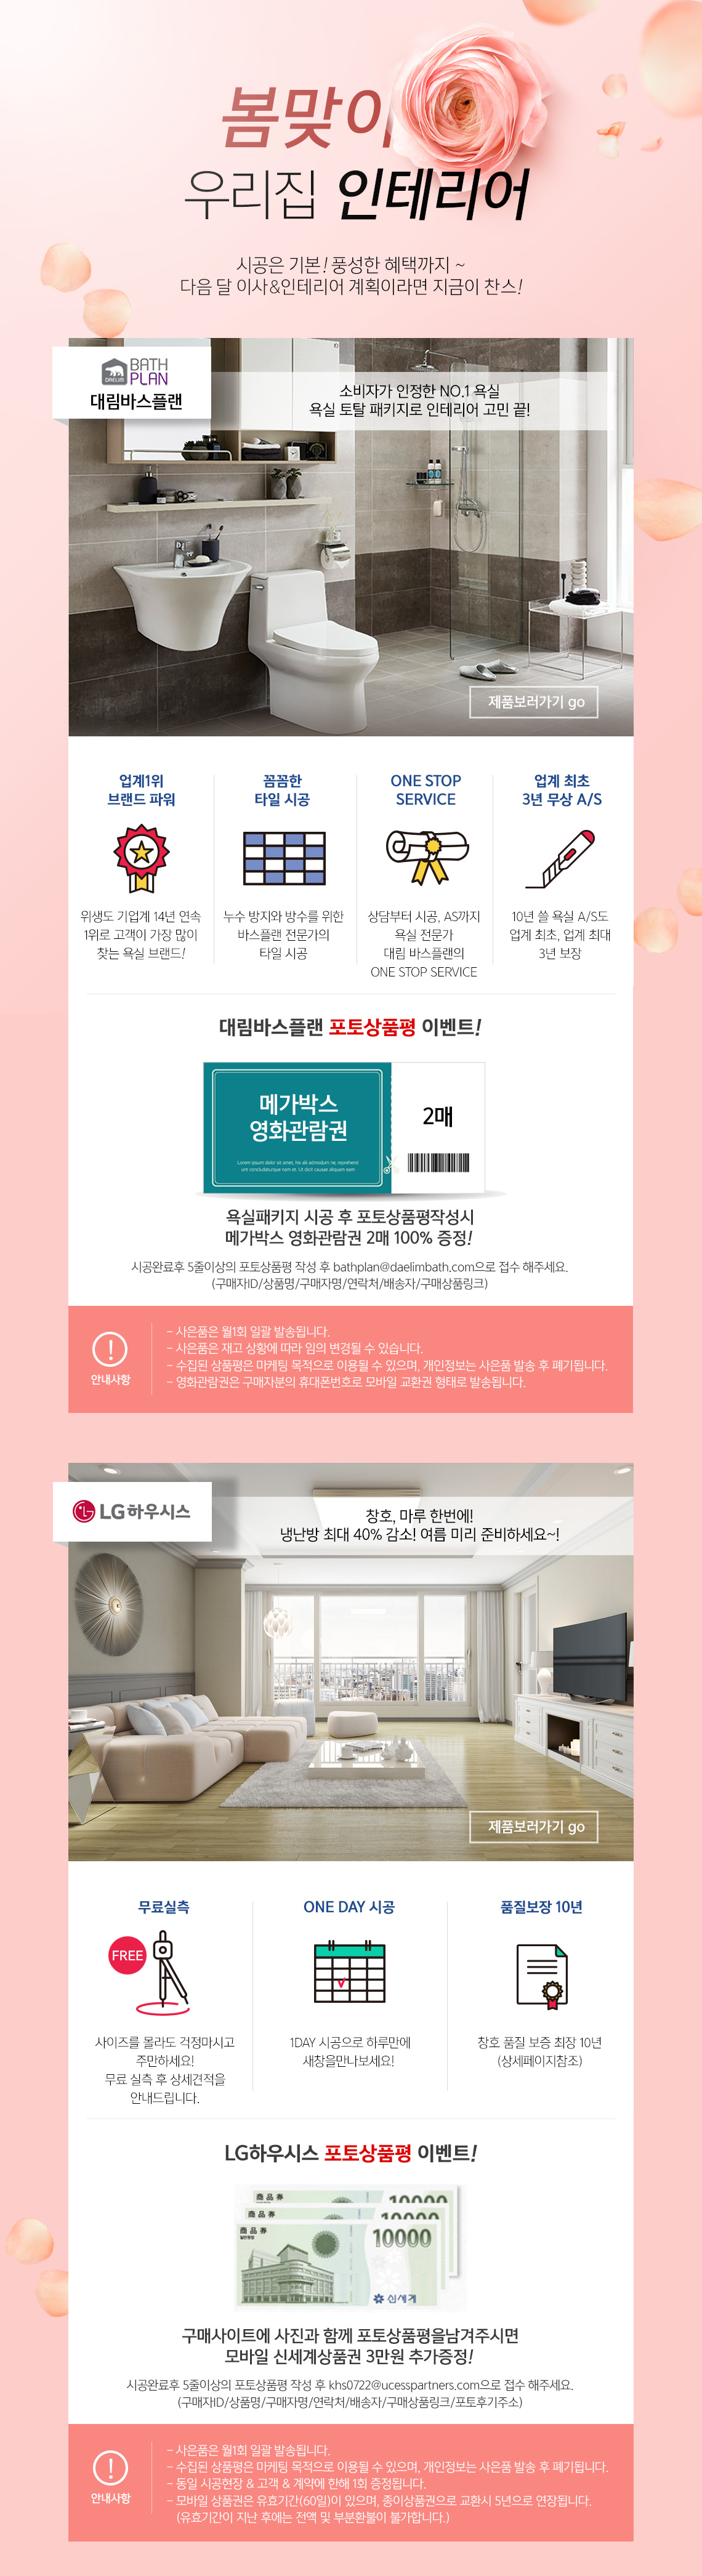 봄맞이
우리집 인테리어
시공은 기본! 풍성한 혜택까지 ~
다음 달 이사&인테리어 계획이라면 지금이 찬스!
DAELIM
BATH
PLAN
대림바스플랜
소비자가 인정한 NO.1 욕실
욕실 토탈 패키지로 인테리어 고민 끝!
제품보러가기 go
업계1위
브랜드 파워
위생도 기업계 14년 연속
1위로 고객이 가장 많이
찾는 욕실 브랜드!
꼼꼼한
타일 시공
누수 방지와 방수를 위한
바스플랜 전문가의
타일 시공
ONE STOP
SERVICE
상담부터 시공, AS까지
욕실 전문가
대림 바스플랜의
ONE STOP SERVICE
업계 최초
3년 무상 A/S
10년 쓸 욕실 A/S도
업계 최초, 업계 최대
3년 보장
대림바스플랜 포토상품평 이벤트!
메가박스
영화관람권
Lorem ipsum dolor sit amet, his alii admodum ne, reprehend
unt concludaturque nam et. Ut dicit causae aliquam eam
2매
욕실패키지 시공 후 포토상품평작성시
메가박스 영화관람권 2매 100% 증정!
시공완료후 5줄이상의 포토상품평 작성 후 bathplan@daelimbath.com으로 접수 해주세요.
(구매자ID/상품명/구매자명/연락처/배송자/구매상품링크)
안내사항
- 사은품은 월1회 일괄 발송됩니다.
- 사은품은 재고 상황에 따라 임의 변경될 수 있습니다.
- 수집된 상품평은 마케팅 목적으로 이용될 수 있으며, 개인정보는 사은품 발송 후 폐기됩니다.
- 영화관람권은 구매자분의 휴대폰번호로 모바일 교환권 형태로 발송됩니다.
LG하우시스
창호, 마루 한번에!
냉난방 최대 40% 감소! 여름 미리 준비하세요~!
제품보러가기 go
무료실측
FREE
사이즈를 몰라도 걱정마시고
주만하세요!
무료 실측 후 상세견적을
안내드립니다.
ONE DAY 시공
1DAY 시공으로 하루만에
새창을만나보세요!
품질보장 10년
창호 품질 보증 최장 10년
(상세페이지참조)
LG하우시스 포토상품평 이벤트!
商品券
10000
商品券
10000
商品券
10000
신세계
구매사이트에 사진과 함께 포토상품평을남겨주시면
모바일 신세계상품권 3만원 추가증정!
시공완료후 5줄이상의 포토상품평 작성 후 khs0722@ucesspartners.com으로 접수 해주세요.
(구매자ID/상품명/구매자명/연락처/배송자/구매상품링크/포토후기주소)
안내사항
- 사은품은 월1회 일괄 발송됩니다.
- 수집된 상품평은 마케팅 목적으로 이용될 수 있으며, 개인정보는 사은품 발송 후 폐기됩니다.
- 동일 시공현장 & 고객 & 계약에 한해 1회 증정됩니다.
- 모바일 상품권은 유효기간(60일)이 있으며, 종이상품권으로 교환시 5년으로 연장됩니다.
(유효기간이 지난 후에는 전액 및 부분환불이 불가합니다.)